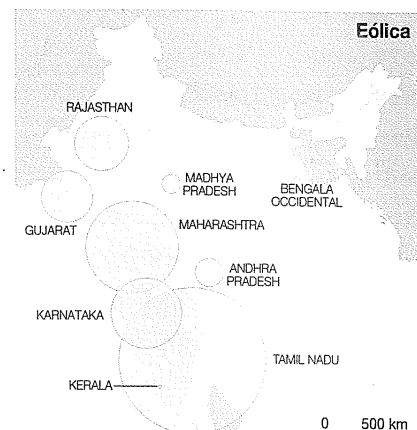 Eólica
RAJASTHAN
MADHYA
PRADESH
BENGALA
OCCIDENTAL
GUJARAT
MAHARASHTRA
ANDHRA
PRADESH
KARNATAKA
TAMIL NADU
KERALA
0 500 km